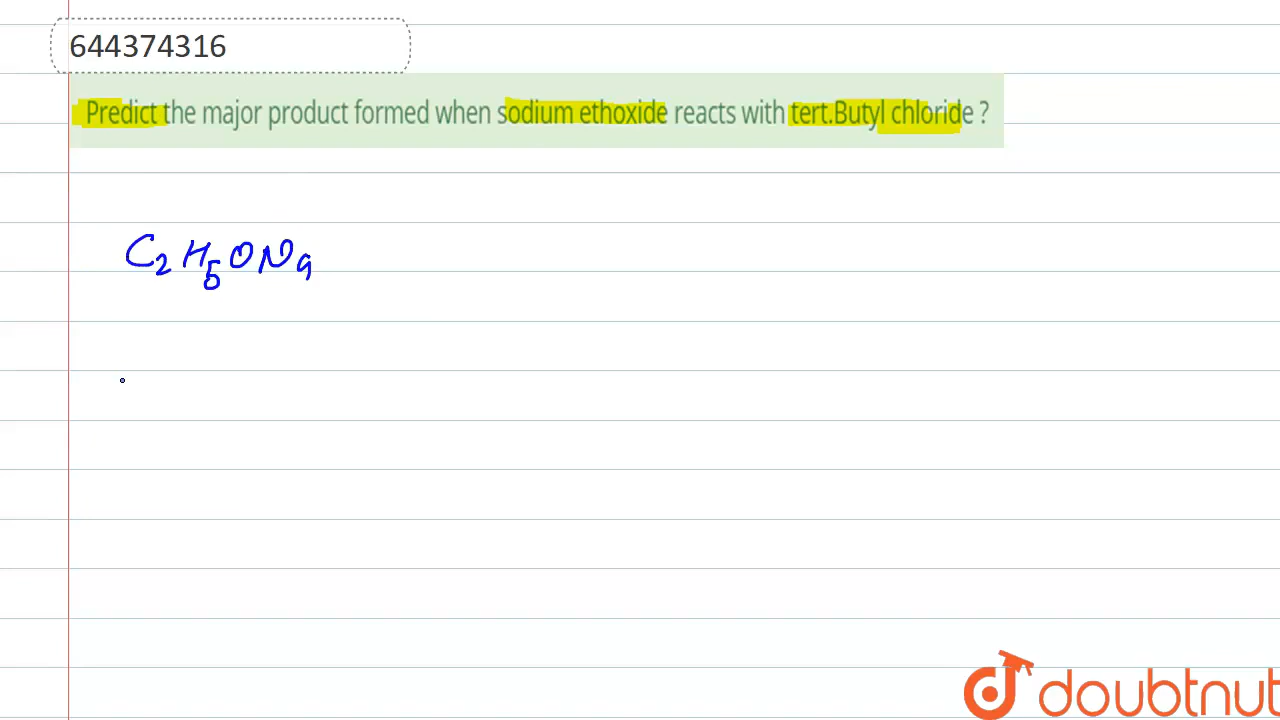 644374316
Predict the major product formed when sodium ethoxide reacts with tert.Butyl chloride ?
C2H5ONa
doubtnut